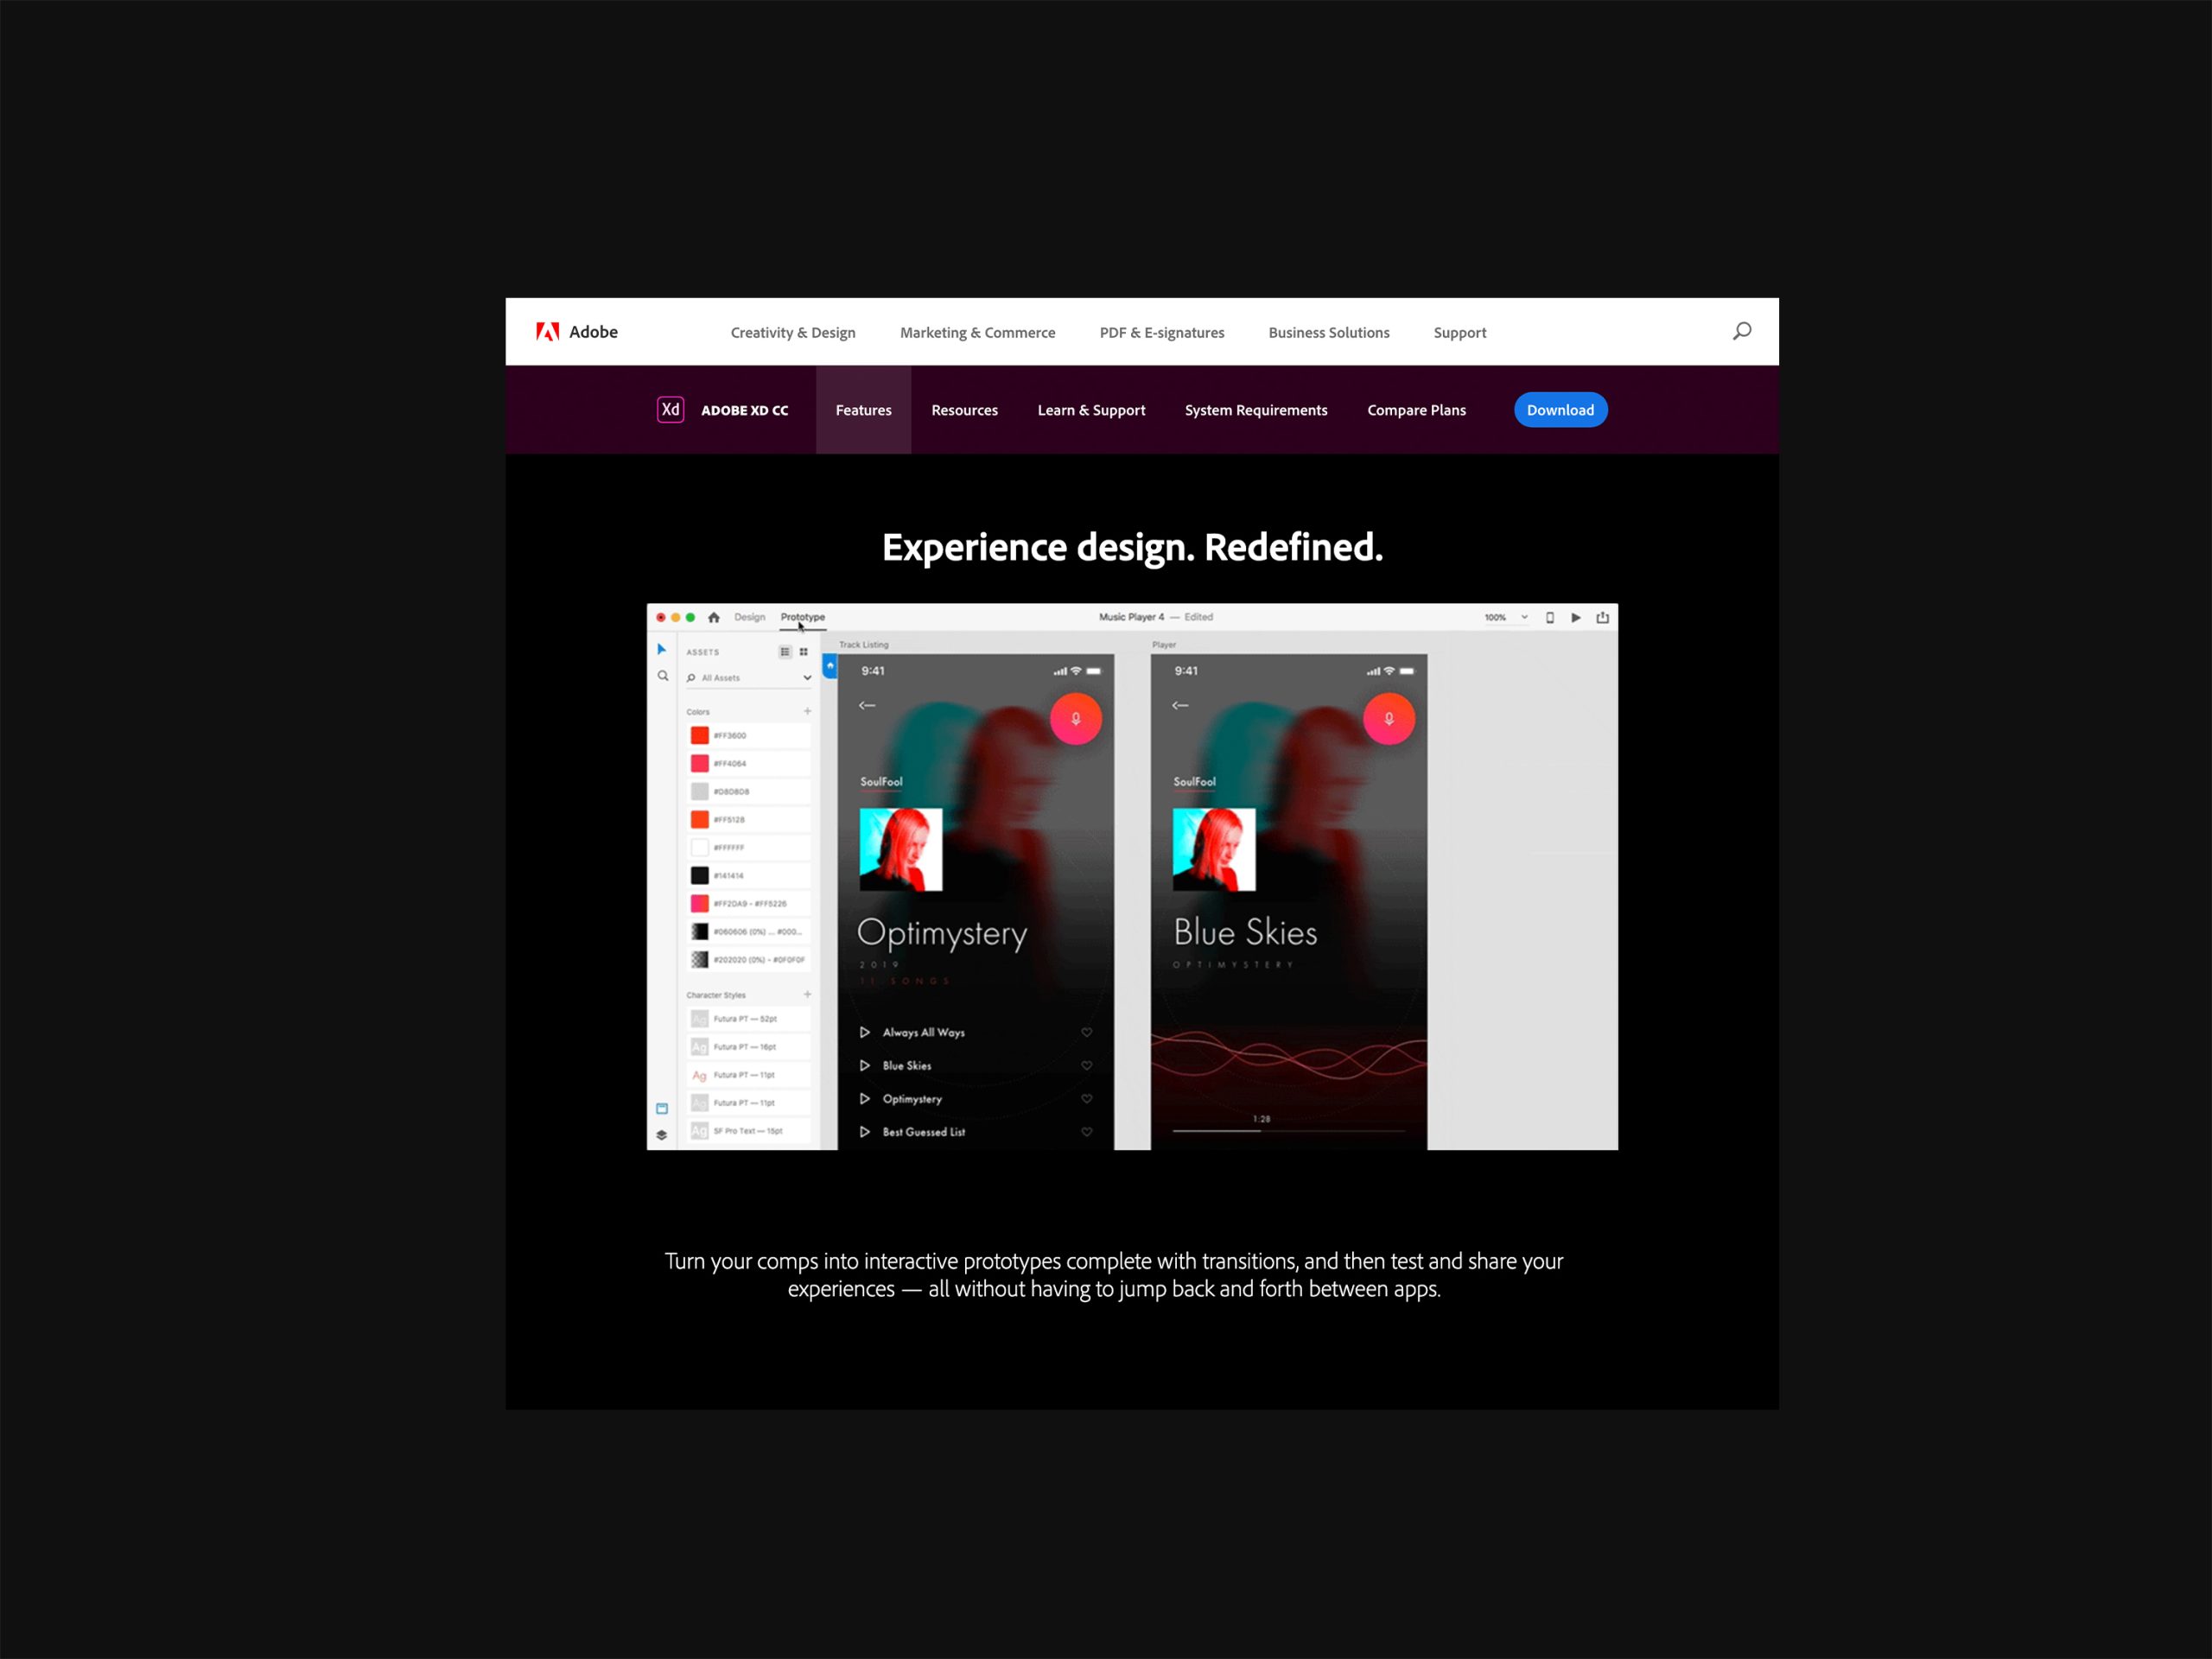 Adobe
Creativity & Design
Marketing & Commerce
PDF & E-signatures
Business Solutions
Support
Xd
ADOBE XD CC
Features
Resources
Learn & Support
System Requirements
Compare Plans
Download
Experience design. Redefined.
Design
Prototype
Music Player 4 — Edited
100%
ASSETS
All Assets
Colors
#FF3600
#FF4064
#D8D8D8
#FF5128
#FFFFFF
#141414
#FF2DA9 - #FF5226
#060606 (0%) ... #000...
#202020 (0%) - #0F0F0F
Character Styles
Ag Futura PT — 52pt
Ag Futura PT — 16pt
Ag Futura PT — 11pt
Ag Futura PT — 11pt
Ag SF Pro Text — 15pt
Track Listing
9:41
SoulFool
Optimystery
2019
11 SONGS
Always All Ways
Blue Skies
Optimystery
Best Guessed List
Player
9:41
SoulFool
Blue Skies
OPTIMYSTERY
1:28
Turn your comps into interactive prototypes complete with transitions, and then test and share your
experiences — all without having to jump back and forth between apps.